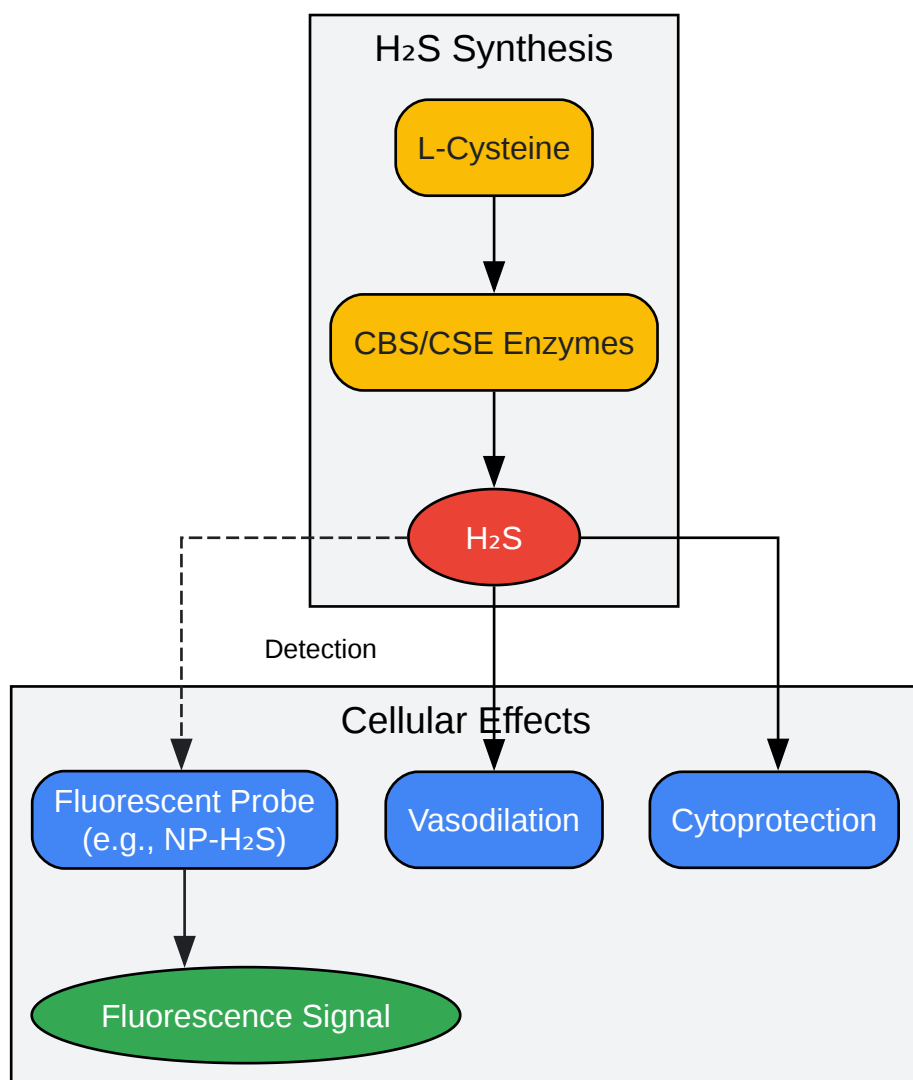 H₂S Synthesis
L-Cysteine
CBS/CSE Enzymes
H₂S
Detection
Cellular Effects
Fluorescent Probe
(e.g., NP-H₂S)
Vasodilation
Cytoprotection
Fluorescence Signal